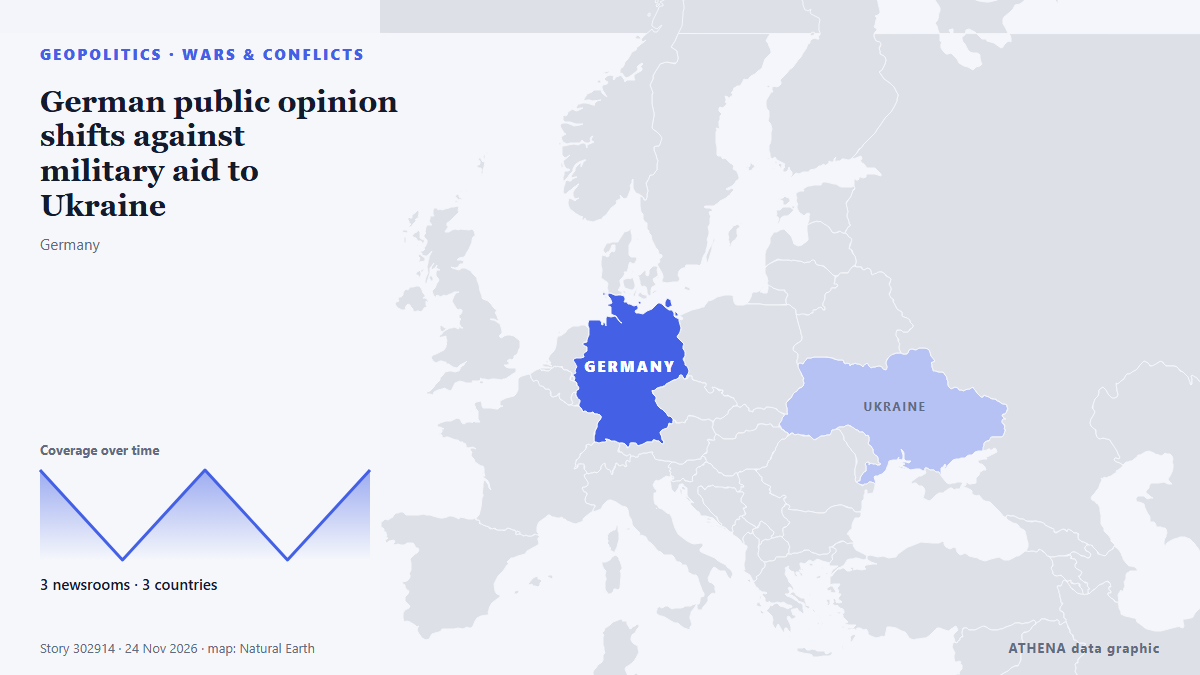 GEOPOLITICS · WARS & CONFLICTS
German public opinion
shifts against
military aid to
Ukraine
Germany
GERMANY
UKRAINE
Coverage over time
3 newsrooms · 3 countries
Story 302914 · 24 Nov 2026 · map: Natural Earth
ATHENA data graphic